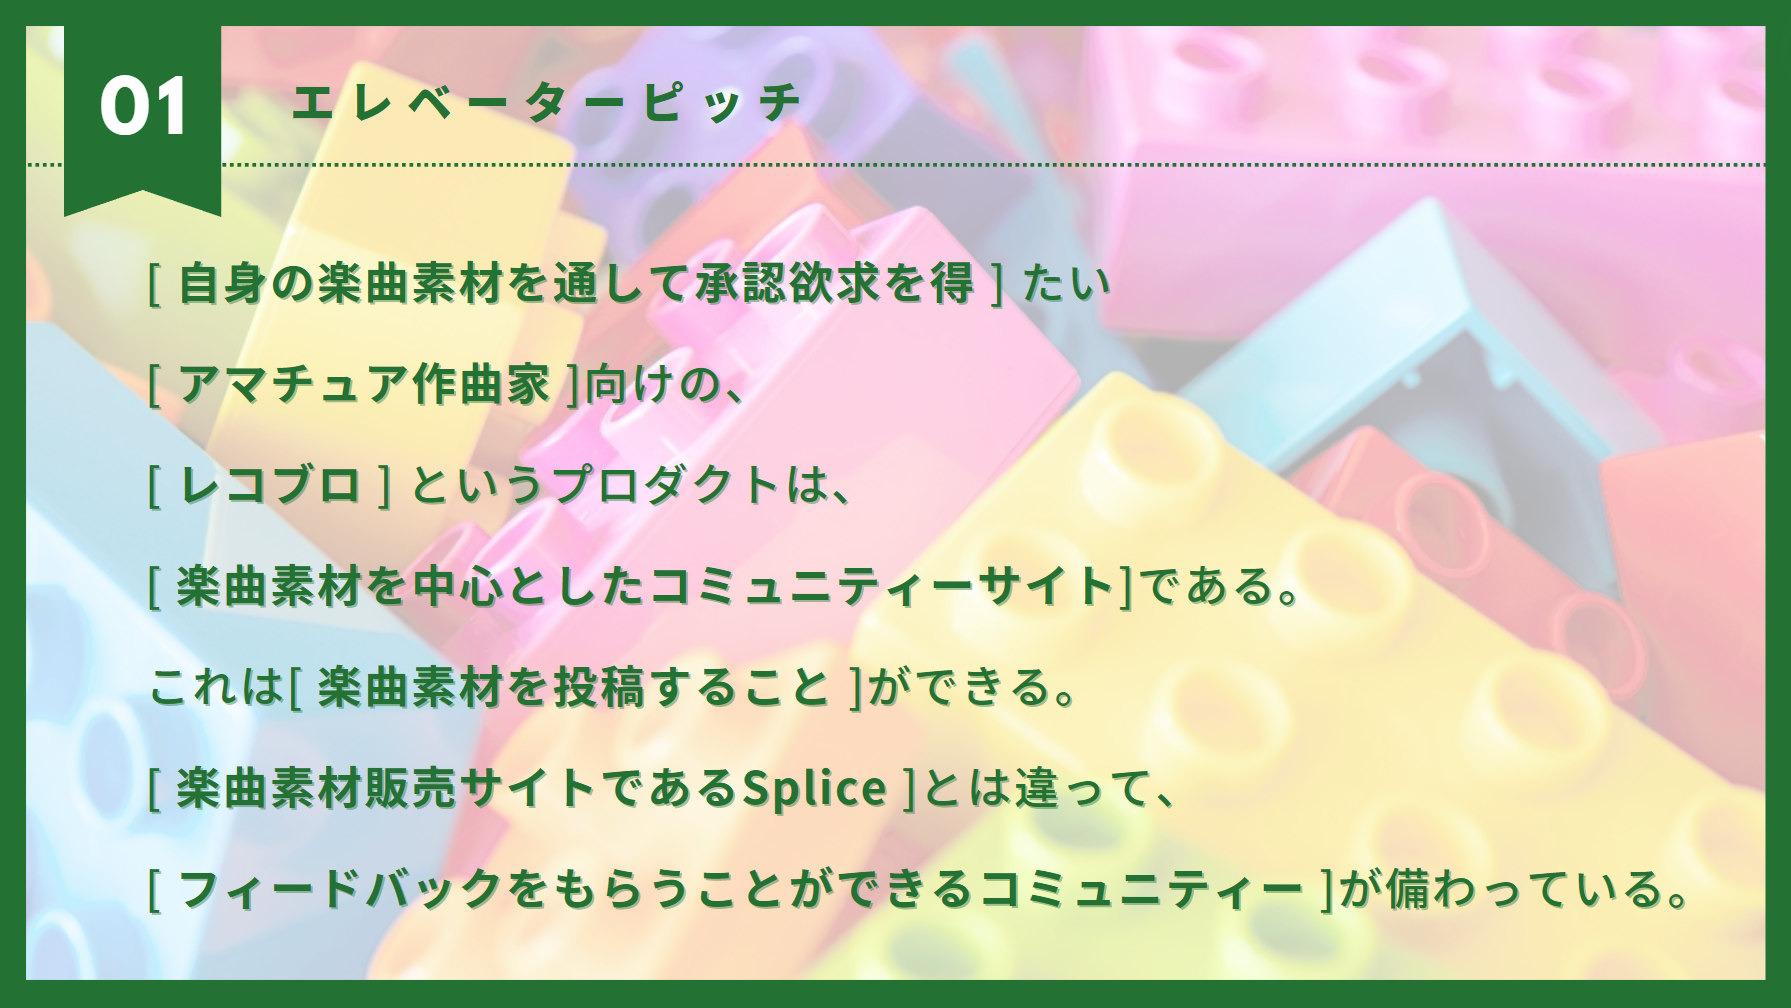 01
エレベーターピッチ
[ 自身の楽曲素材を通して承認欲求を得 ] たい
[ アマチュア作曲家 ]向けの、
[ レコブロ ] というプロダクトは、
[ 楽曲素材を中心としたコミュニティーサイト]である。
これは[ 楽曲素材を投稿すること ]ができる。
[ 楽曲素材販売サイトであるSplice ]とは違って、
[ フィードバックをもらうことができるコミュニティー ]が備わっている。